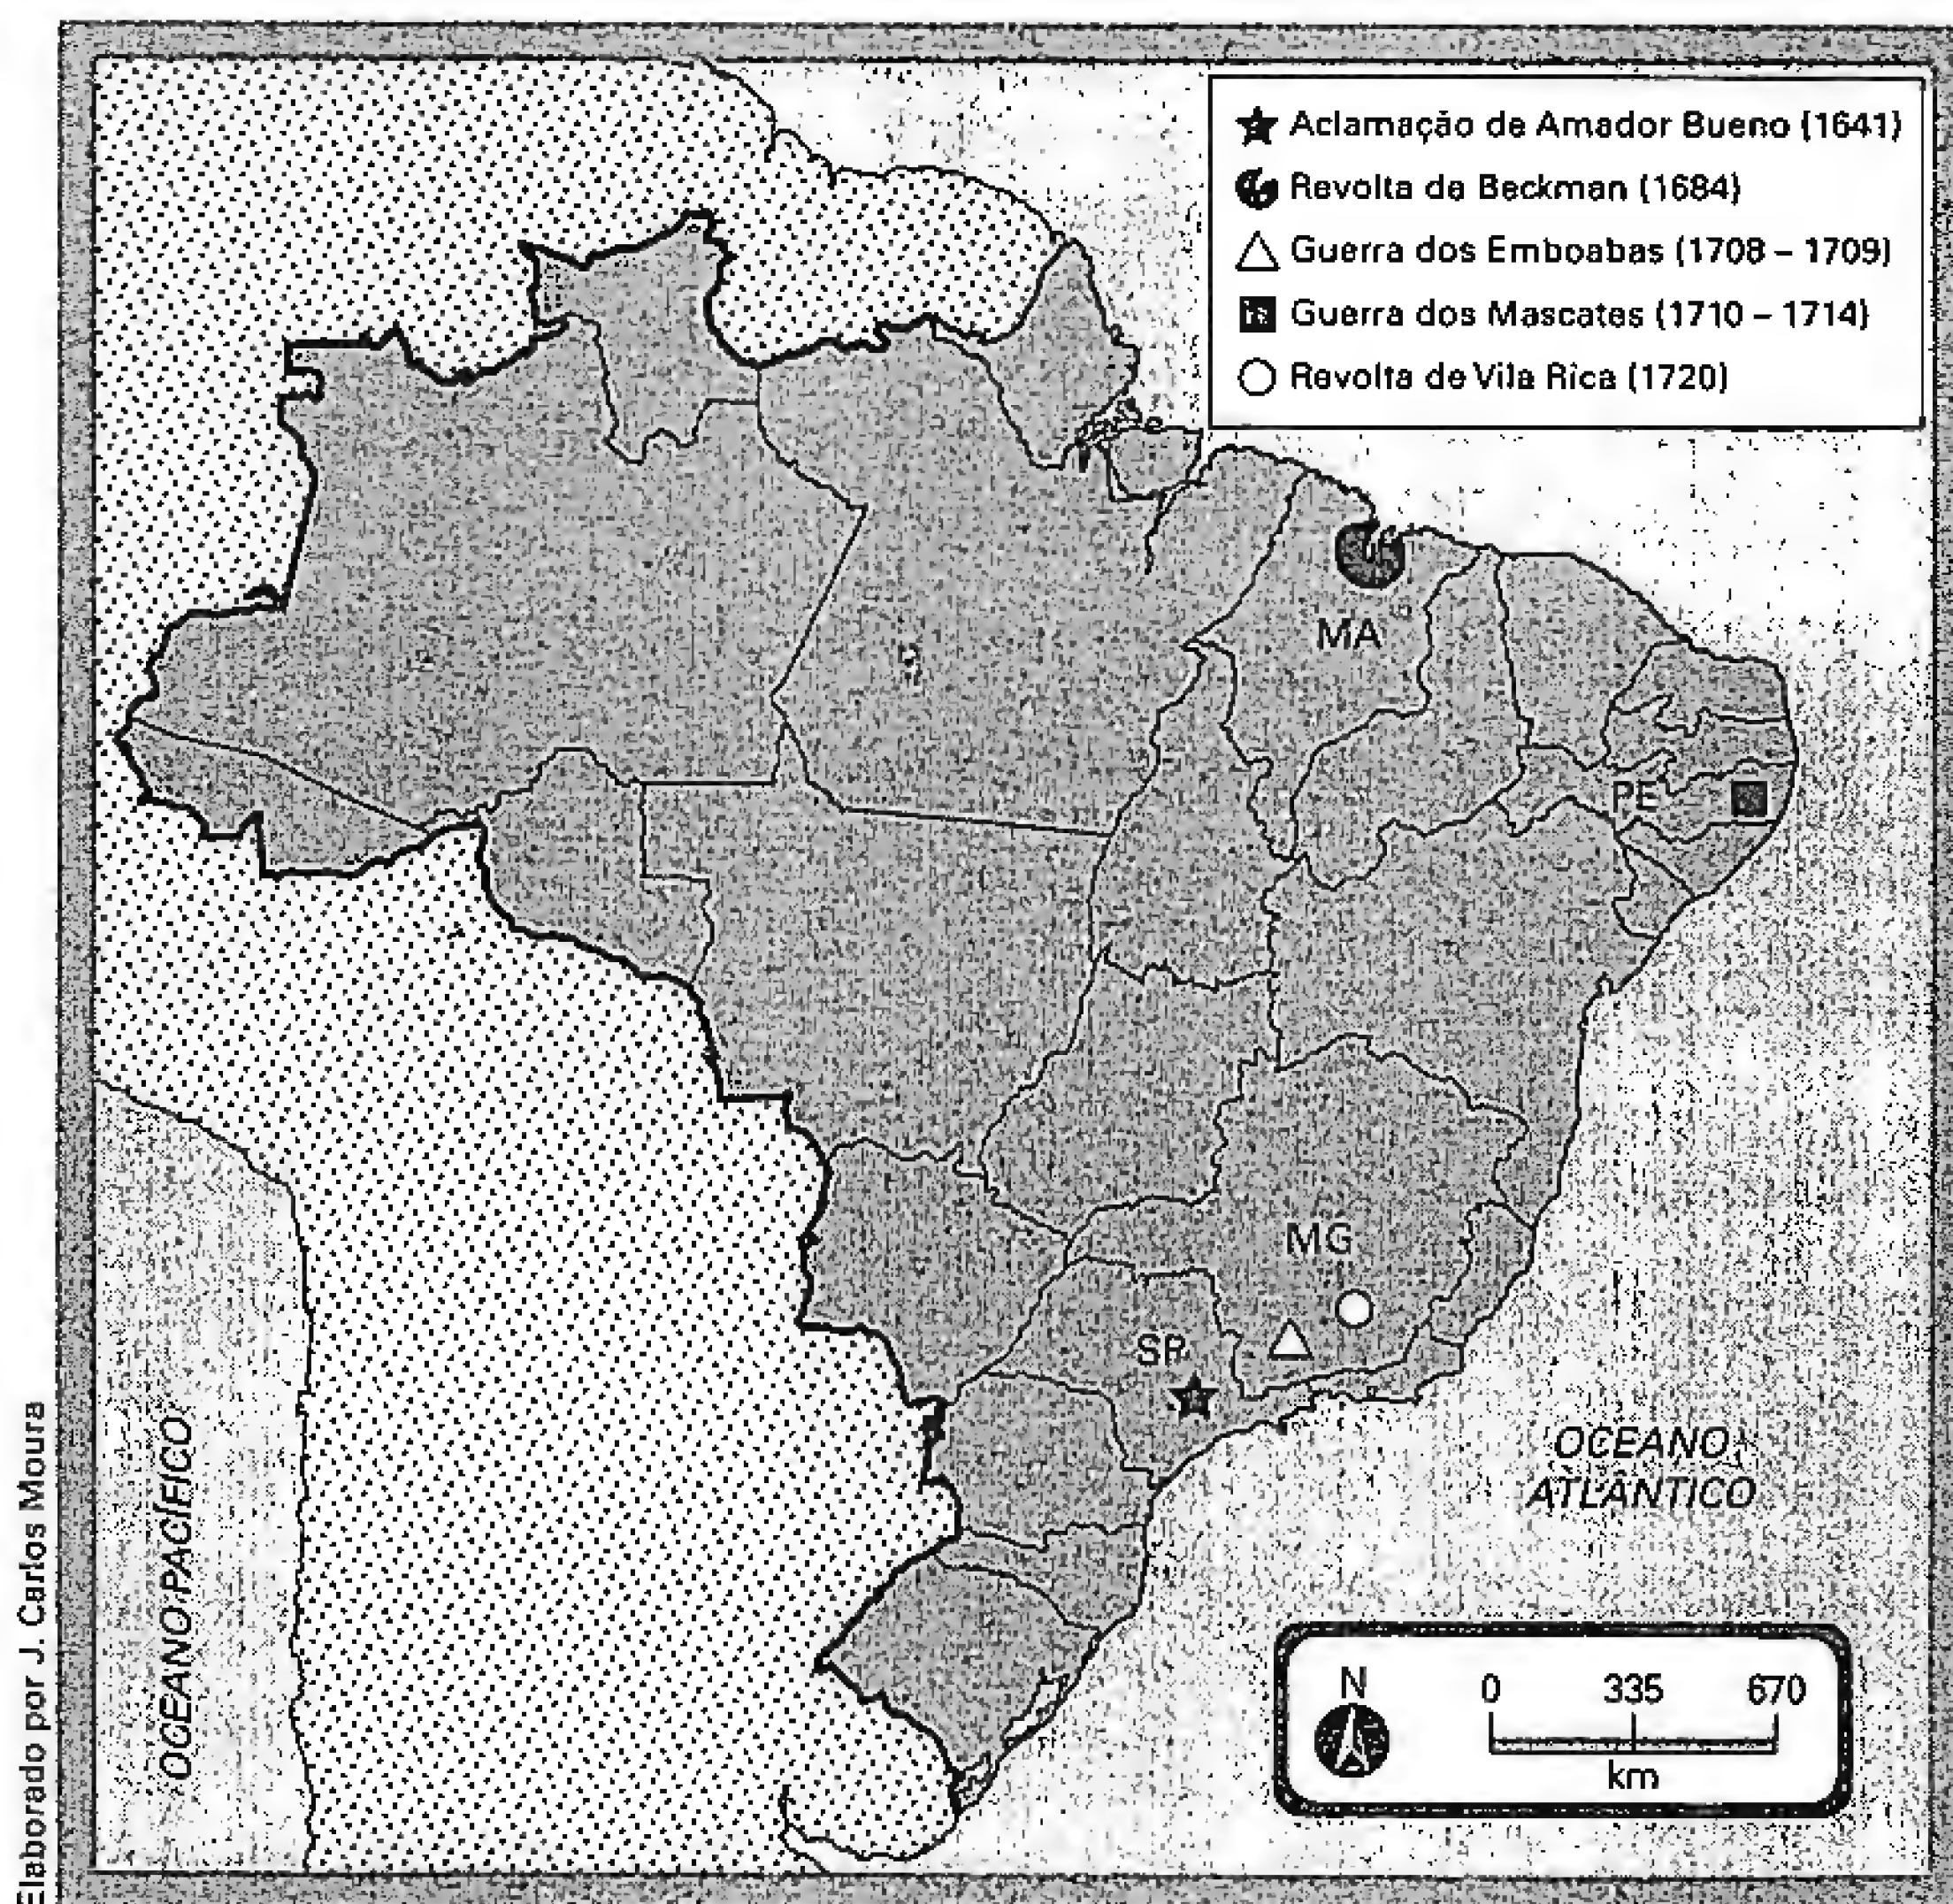 ★ Aclamação de Amador Bueno (1641)
Revolta de Beckman (1684)
△ Guerra dos Emboabas (1708 – 1709)
■ Guerra dos Mascates (1710 – 1714)
○ Revolta de Vila Rica (1720)
MA
PE
MG
SP
OCEANO
ATLÂNTICO
OCEANO PACÍFICO
N
0 335 670
km
Elaborado por J. Carlos Moura